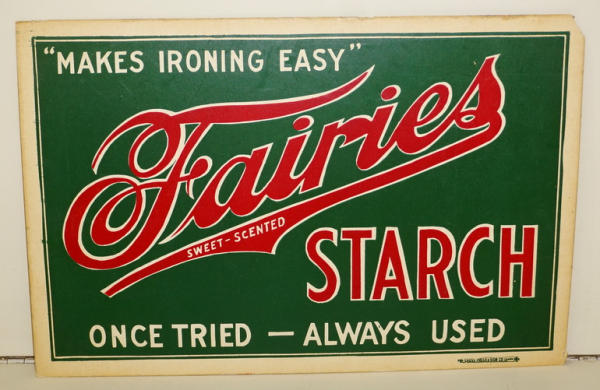 "MAKES IRONING EASY"
Fairies
SWEET-SCENTED
STARCH
ONCE TRIED — ALWAYS USED